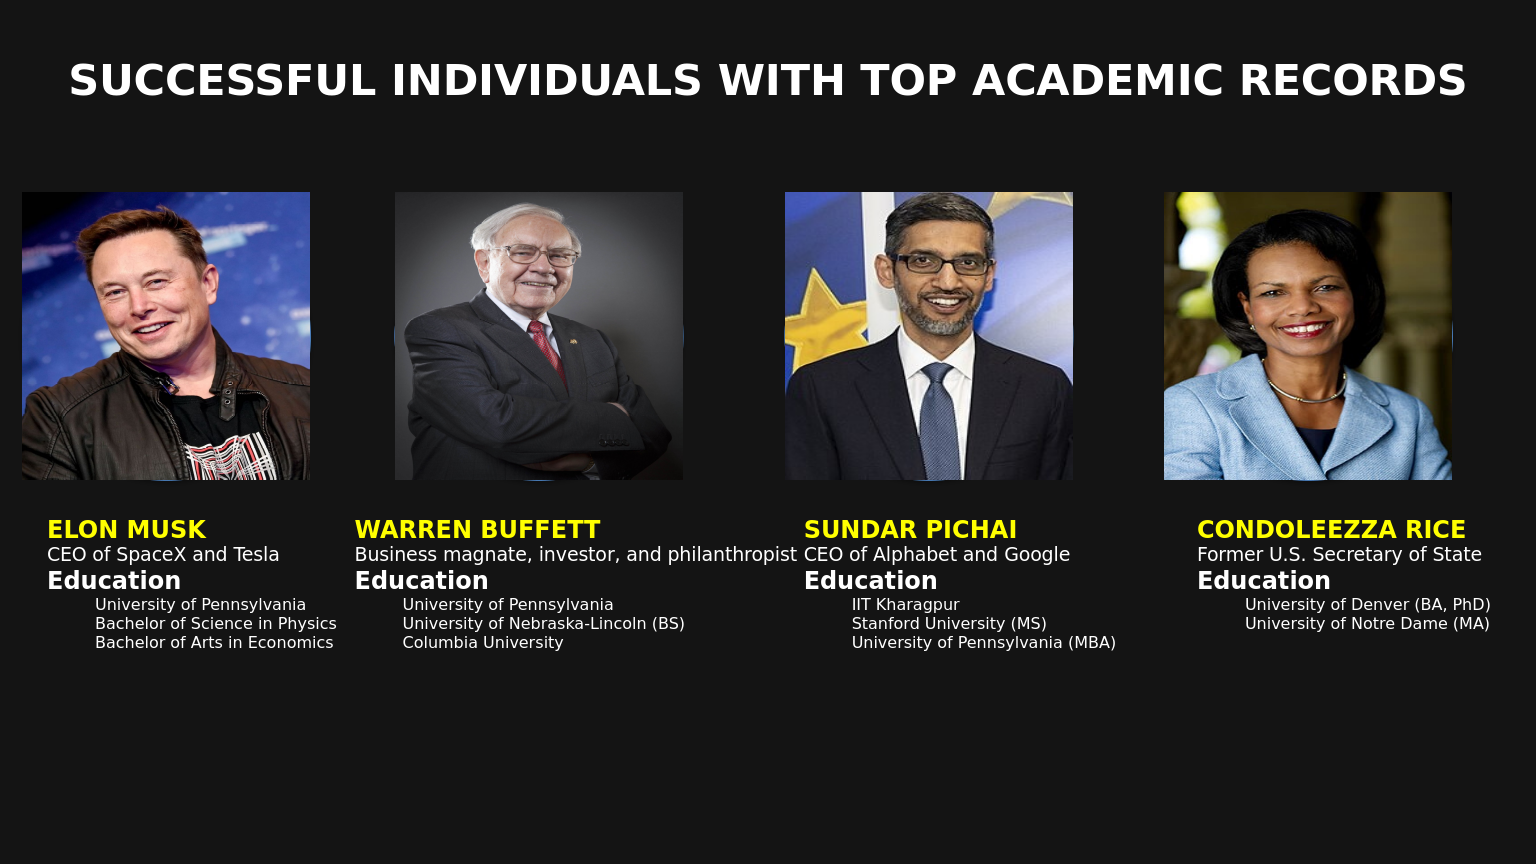 SUCCESSFUL INDIVIDUALS WITH TOP ACADEMIC RECORDS
ELON MUSK
CEO of SpaceX and Tesla
Education
University of Pennsylvania
Bachelor of Science in Physics
Bachelor of Arts in Economics
WARREN BUFFETT
Business magnate, investor, and philanthropist
Education
University of Pennsylvania
University of Nebraska-Lincoln (BS)
Columbia University
SUNDAR PICHAI
CEO of Alphabet and Google
Education
IIT Kharagpur
Stanford University (MS)
University of Pennsylvania (MBA)
CONDOLEEZZA RICE
Former U.S. Secretary of State
Education
University of Denver (BA, PhD)
University of Notre Dame (MA)